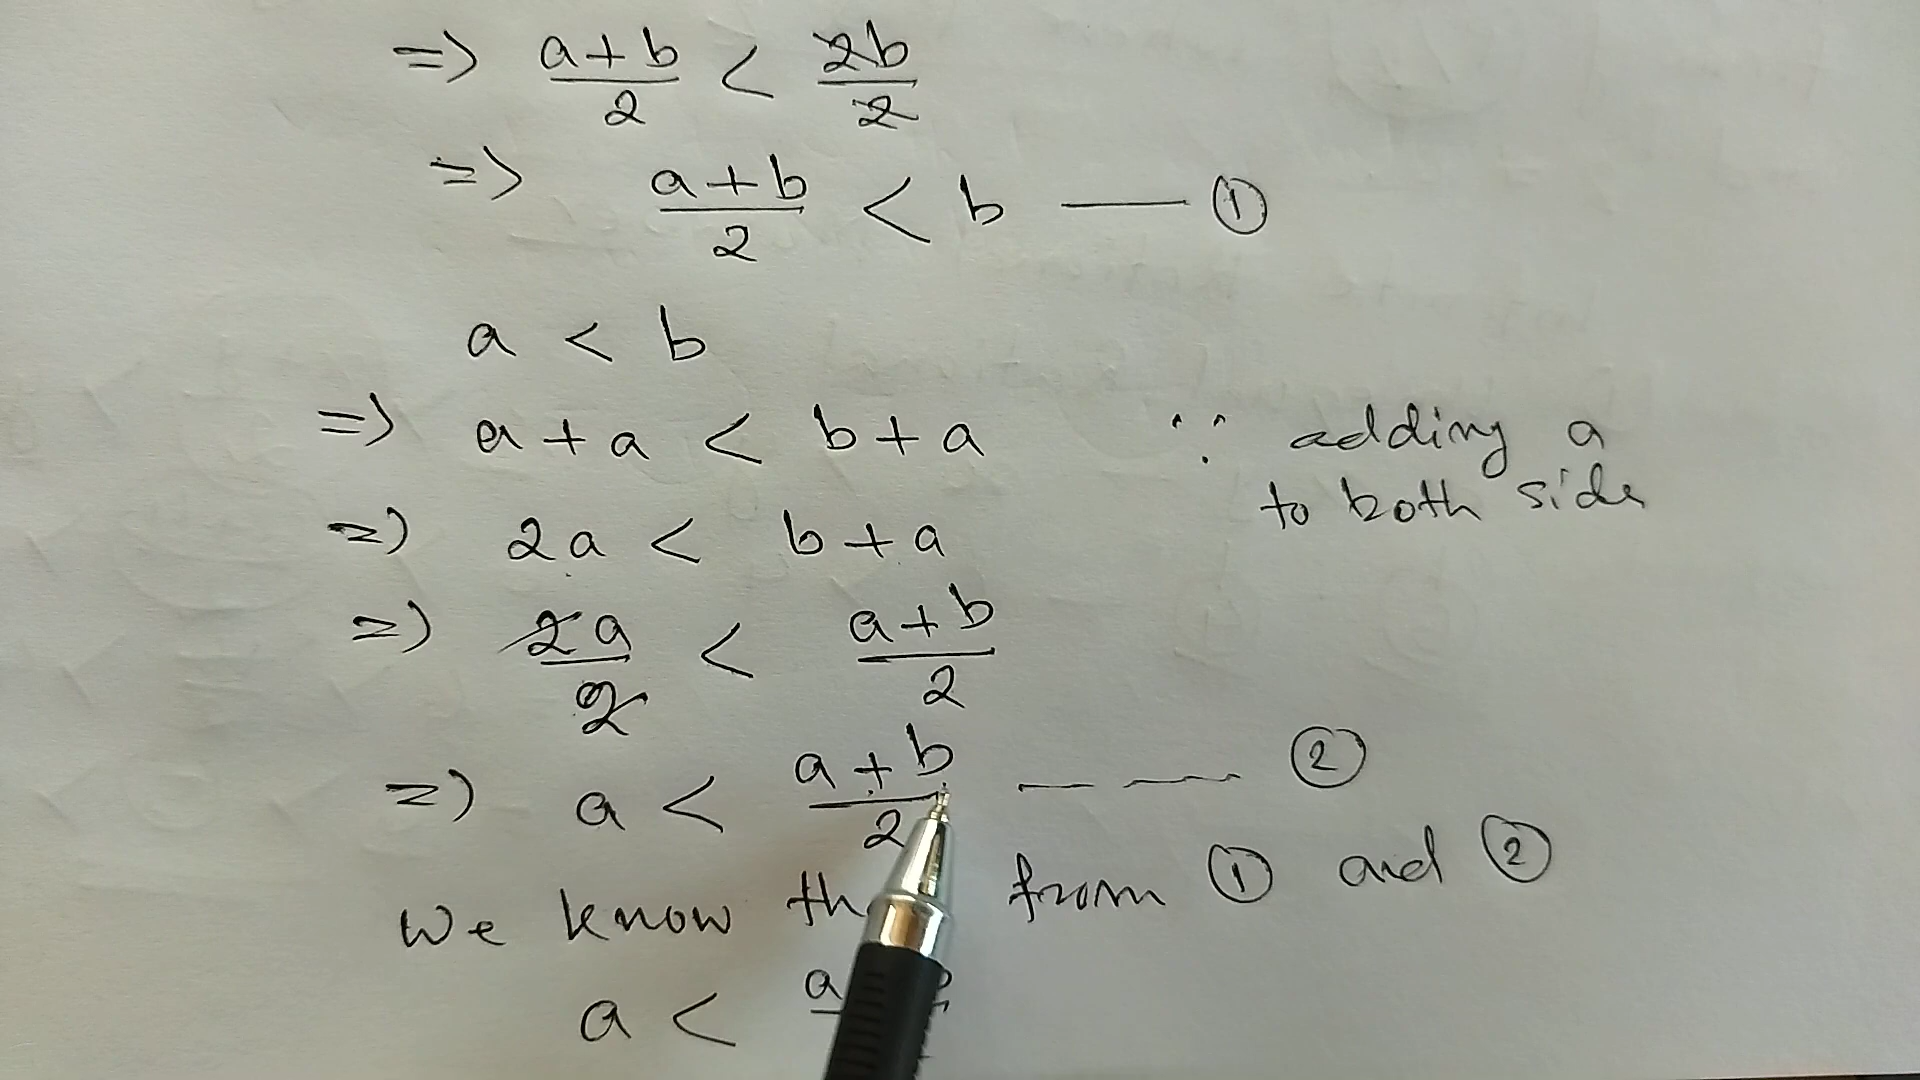 => a+b/2 < 2b/2
=> a+b/2 < b —— ①
a < b
=> a+a < b+a ∵ adding a
to both side
=> 2a < b+a
=> 2a/2 < a+b/2
=> a < a+b/2 —— ②
We know from ① and ②
a < a